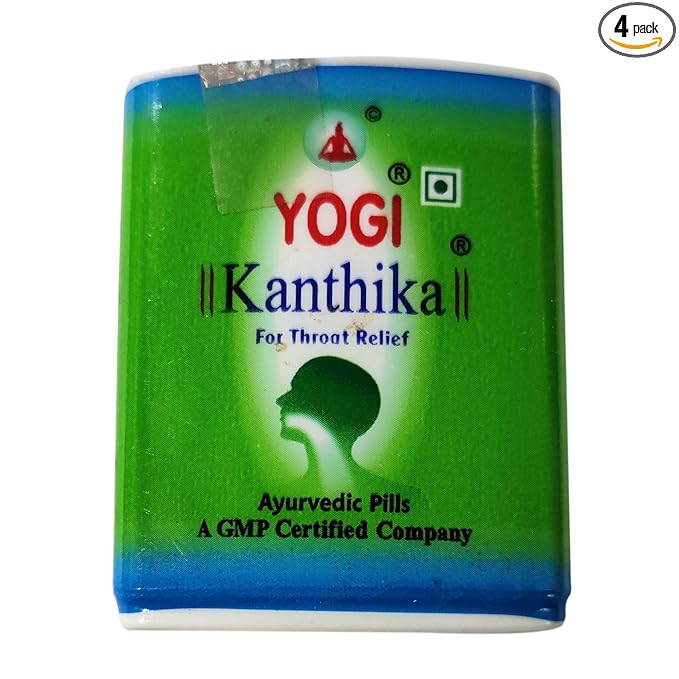 4 pack
©
YOGI®
||Kanthika||®
For Throat Relief
Ayurvedic Pills
A GMP Certified Company